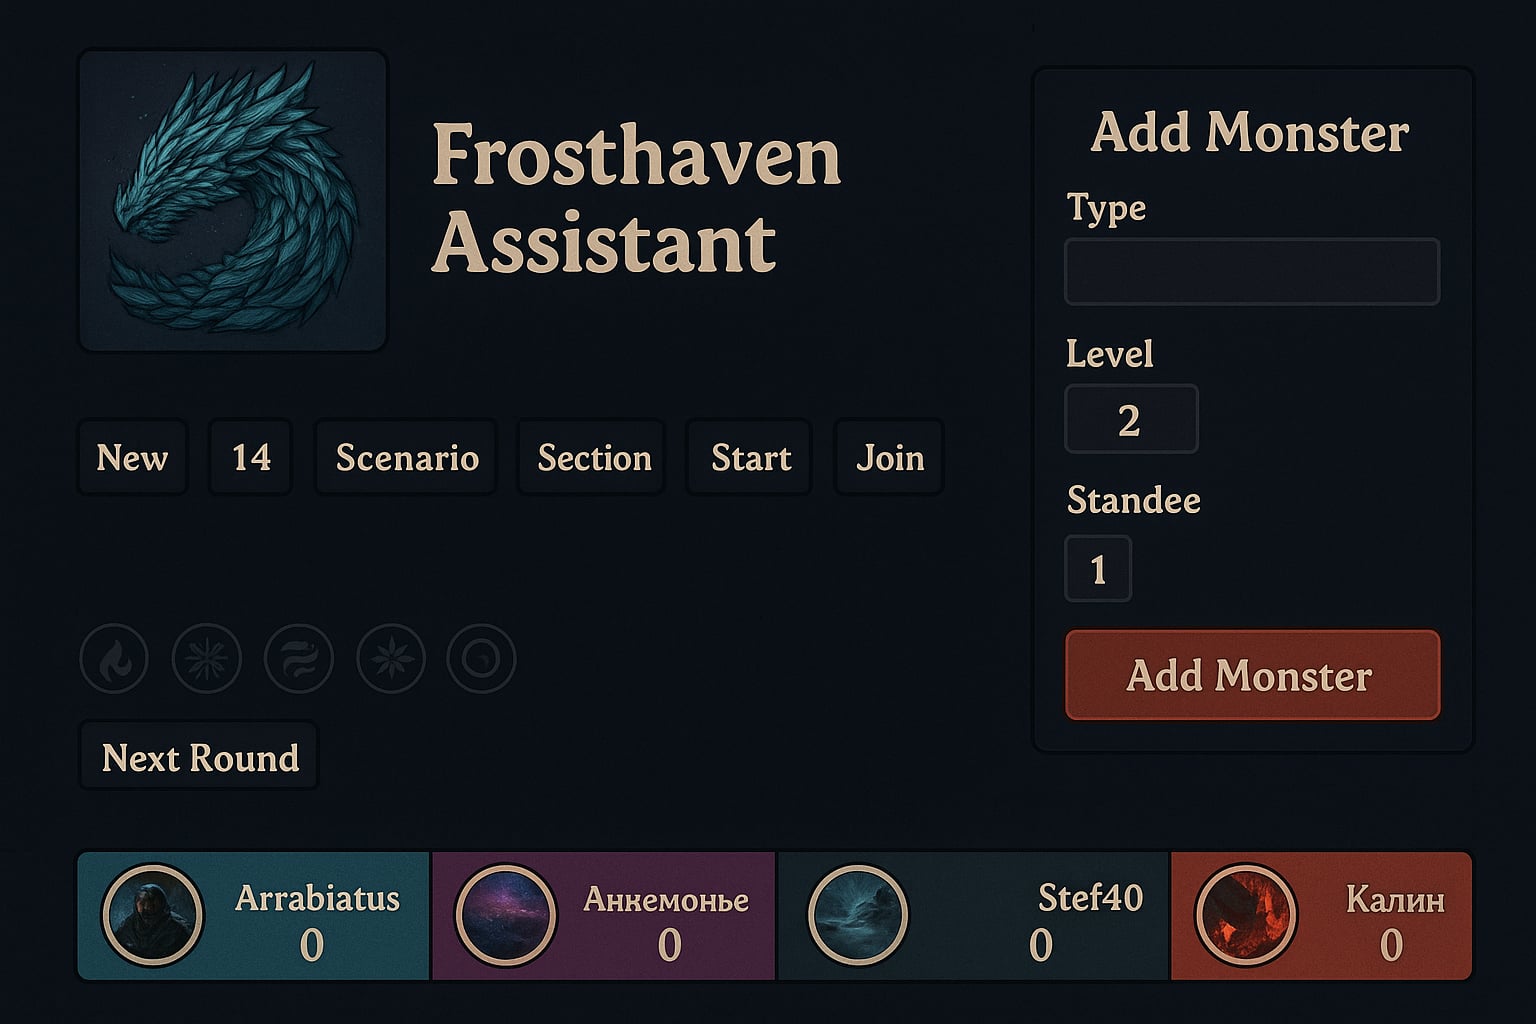 Frosthaven
Assistant
New
14
Scenario
Section
Start
Join
Next Round
Add Monster
Type
Level
2
Standee
1
Add Monster
Arrabiatus
0
Анкемонье
0
Stef40
0
Калин
0